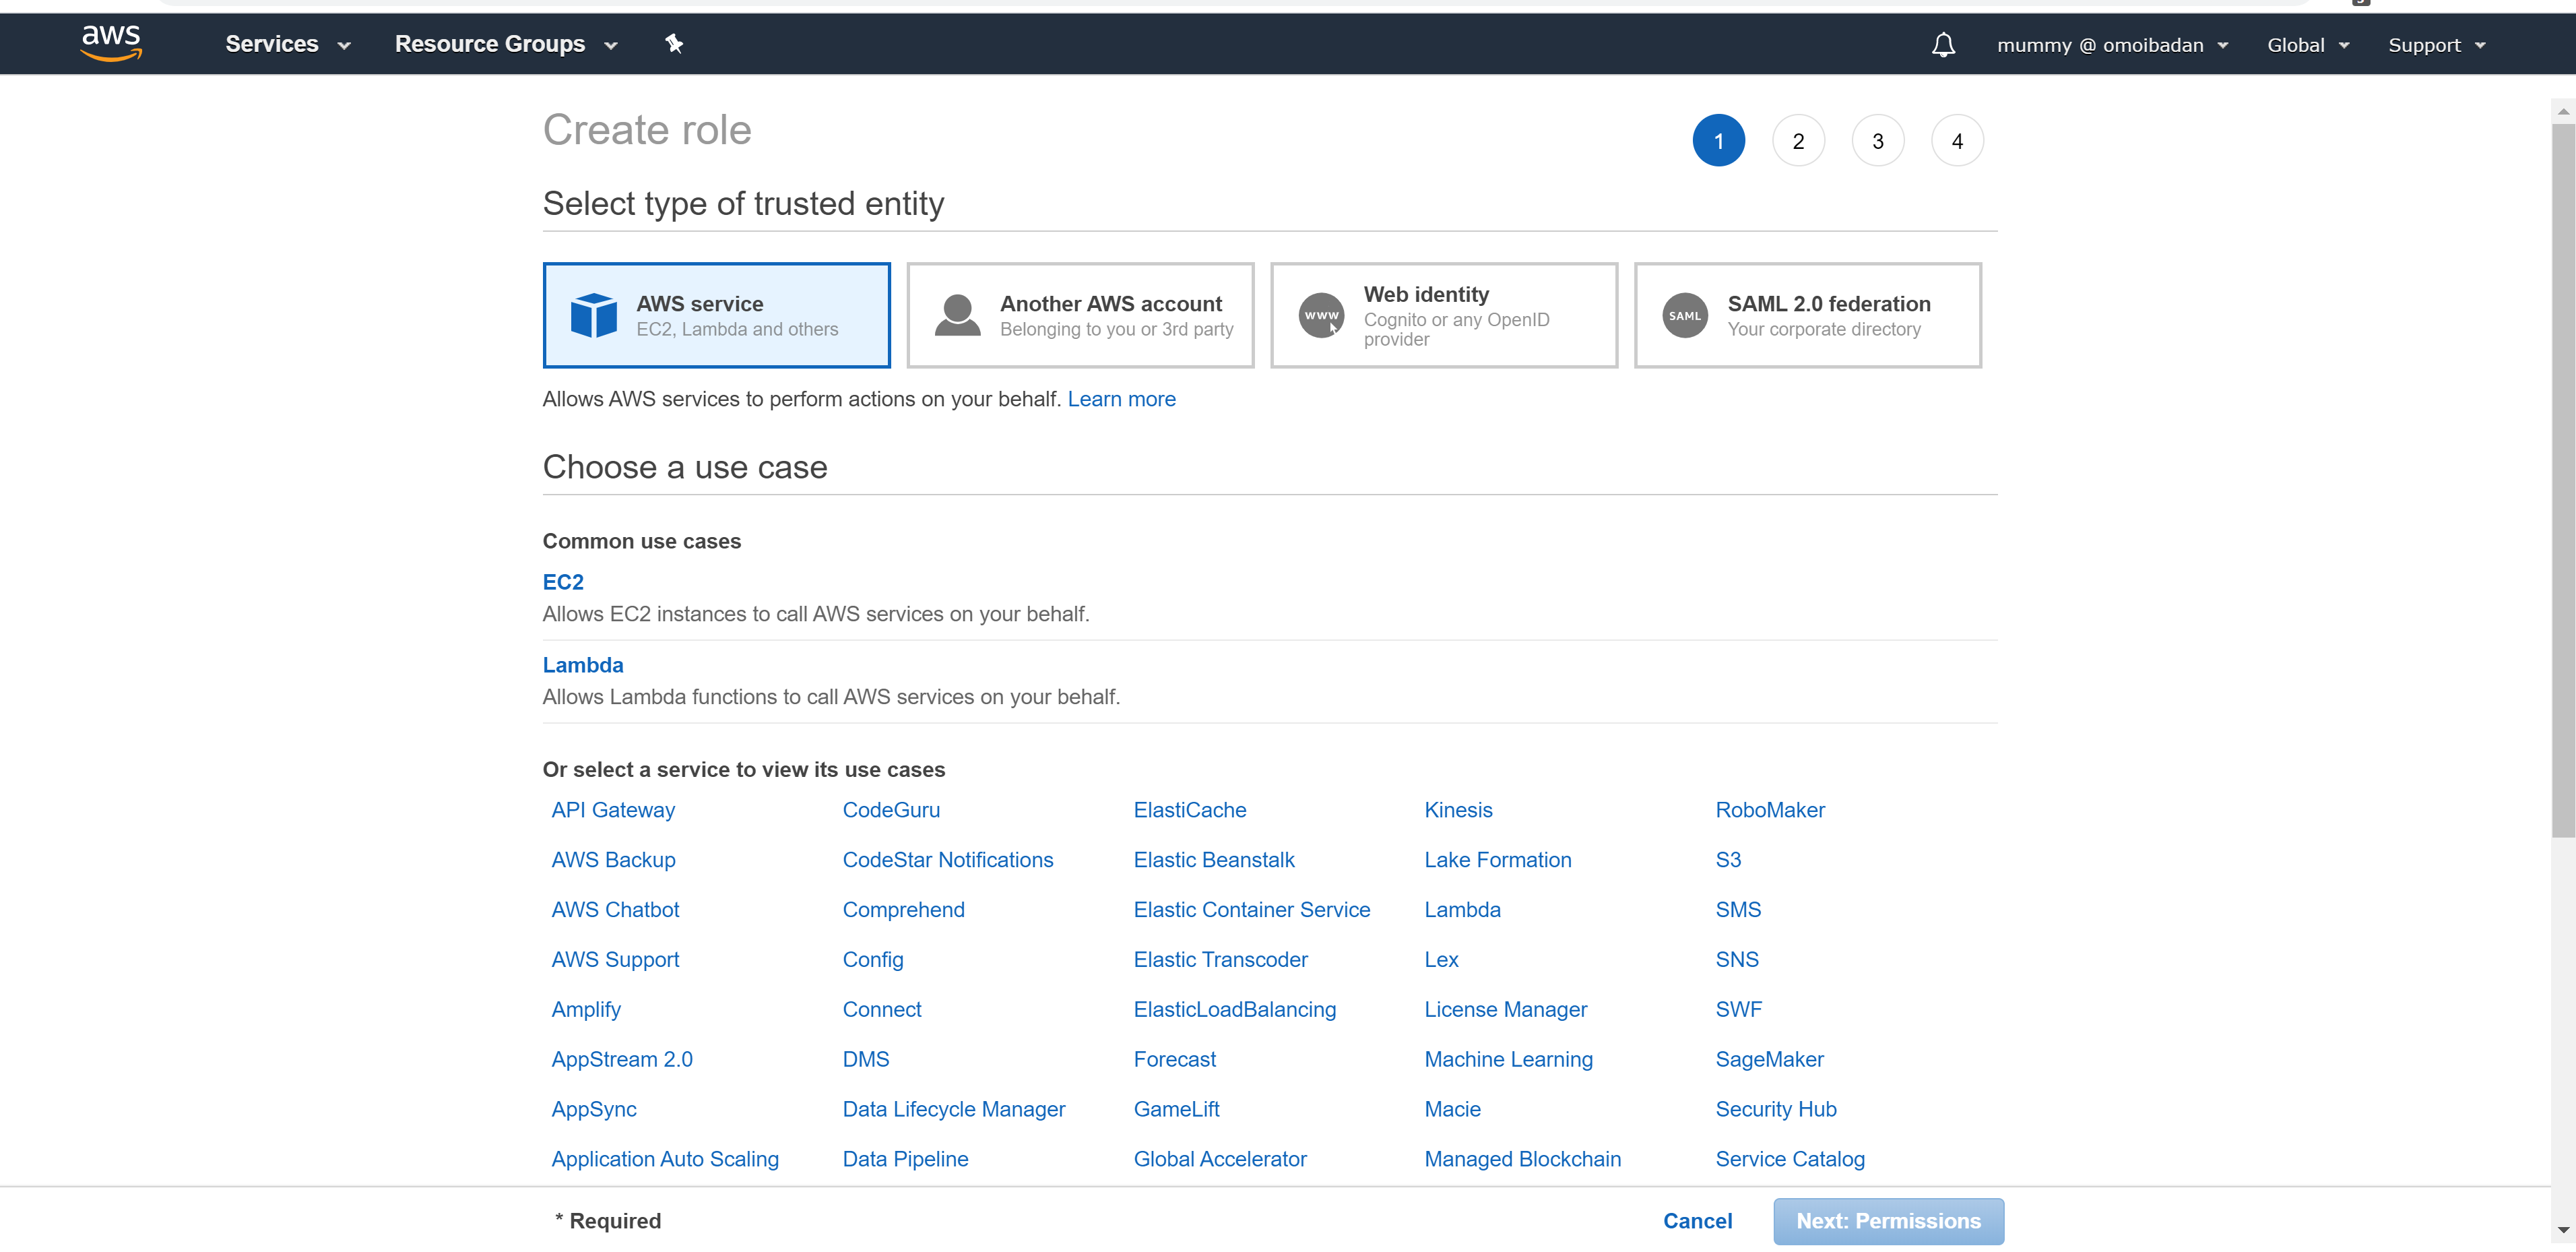 aws Services Resource Groups mummy @ omoibadan Global Support
Create role 1 2 3 4
Select type of trusted entity
AWS service
EC2, Lambda and others
Another AWS account
Belonging to you or 3rd party
www
Web identity
Cognito or any OpenID
provider
SAML
SAML 2.0 federation
Your corporate directory
Allows AWS services to perform actions on your behalf. Learn more
Choose a use case
Common use cases
EC2
Allows EC2 instances to call AWS services on your behalf.
Lambda
Allows Lambda functions to call AWS services on your behalf.
Or select a service to view its use cases
API Gateway CodeGuru ElastiCache Kinesis RoboMaker
AWS Backup CodeStar Notifications Elastic Beanstalk Lake Formation S3
AWS Chatbot Comprehend Elastic Container Service Lambda SMS
AWS Support Config Elastic Transcoder Lex SNS
Amplify Connect ElasticLoadBalancing License Manager SWF
AppStream 2.0 DMS Forecast Machine Learning SageMaker
AppSync Data Lifecycle Manager GameLift Macie Security Hub
Application Auto Scaling Data Pipeline Global Accelerator Managed Blockchain Service Catalog
* Required Cancel Next: Permissions